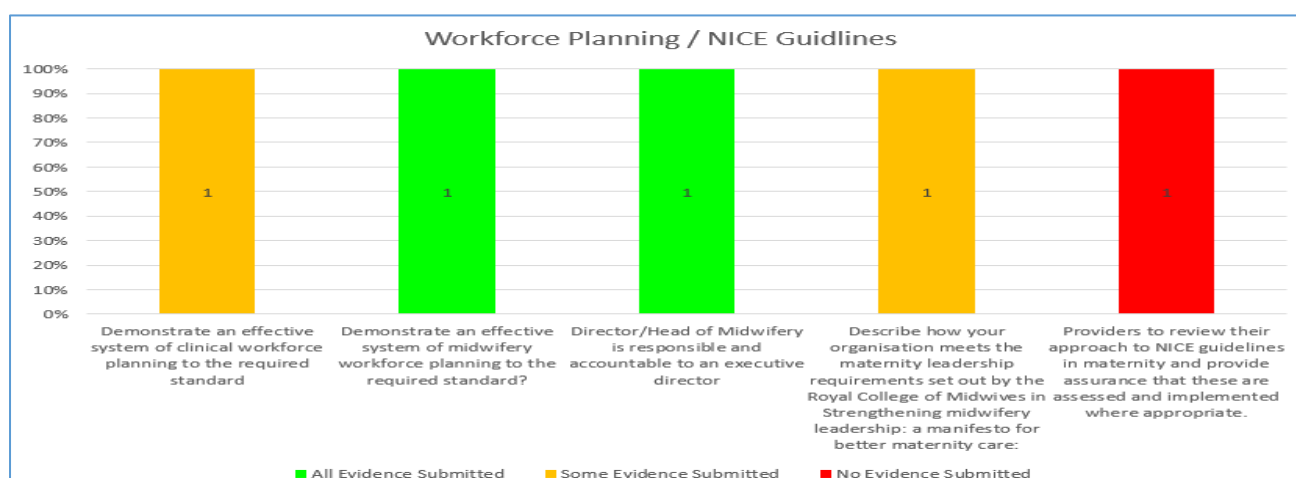 Workforce Planning / NICE Guidlines
100%
90%
80%
70%
60%
50%
40%
30%
20%
10%
0%
1
1
1
1
1
Demonstrate an effective
system of clinical workforce
planning to the required
standard
Demonstrate an effective
system of midwifery
workforce planning to the
required standard?
Director/Head of Midwifery
is responsible and
accountable to an executive
director
Describe how your
organisation meets the
maternity leadership
requirements set out by the
Royal College of Midwives in
Strengthening midwifery
leadership: a manifesto for
better maternity care:
Providers to review their
approach to NICE guidelines
in maternity and provide
assurance that these are
assessed and implemented
where appropriate.
All Evidence Submitted
Some Evidence Submitted
No Evidence Submitted